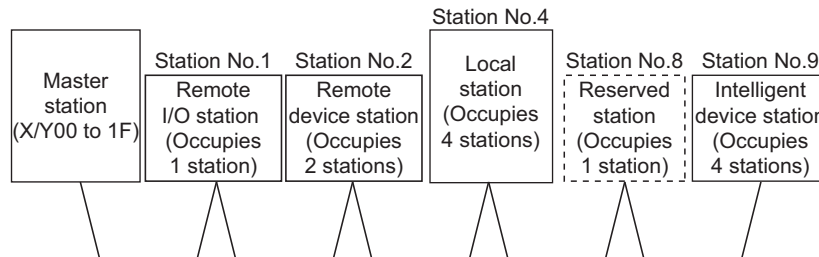 Station No.4
Station No.1
Station No.2
Station No.8
Station No.9
Master
station
(X/Y00 to 1F)
Remote
I/O station
(Occupies
1 station)
Remote
device station
(Occupies
2 stations)
Local
station
(Occupies
4 stations)
Reserved
station
(Occupies
1 station)
Intelligent
device station
(Occupies
4 stations)